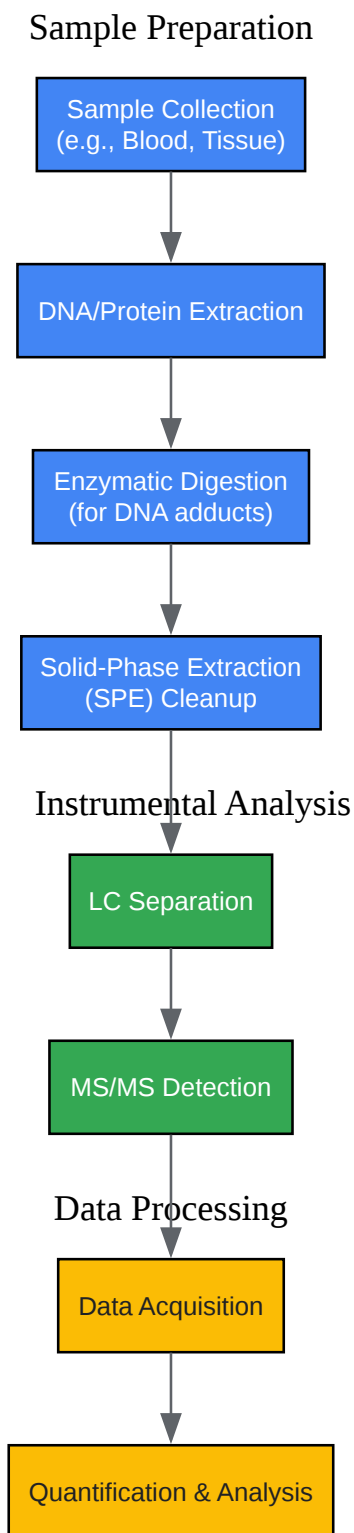 Sample Preparation
Sample Collection
(e.g., Blood, Tissue)
DNA/Protein Extraction
Enzymatic Digestion
(for DNA adducts)
Solid-Phase Extraction
(SPE) Cleanup
Instrumental Analysis
LC Separation
MS/MS Detection
Data Processing
Data Acquisition
Quantification & Analysis